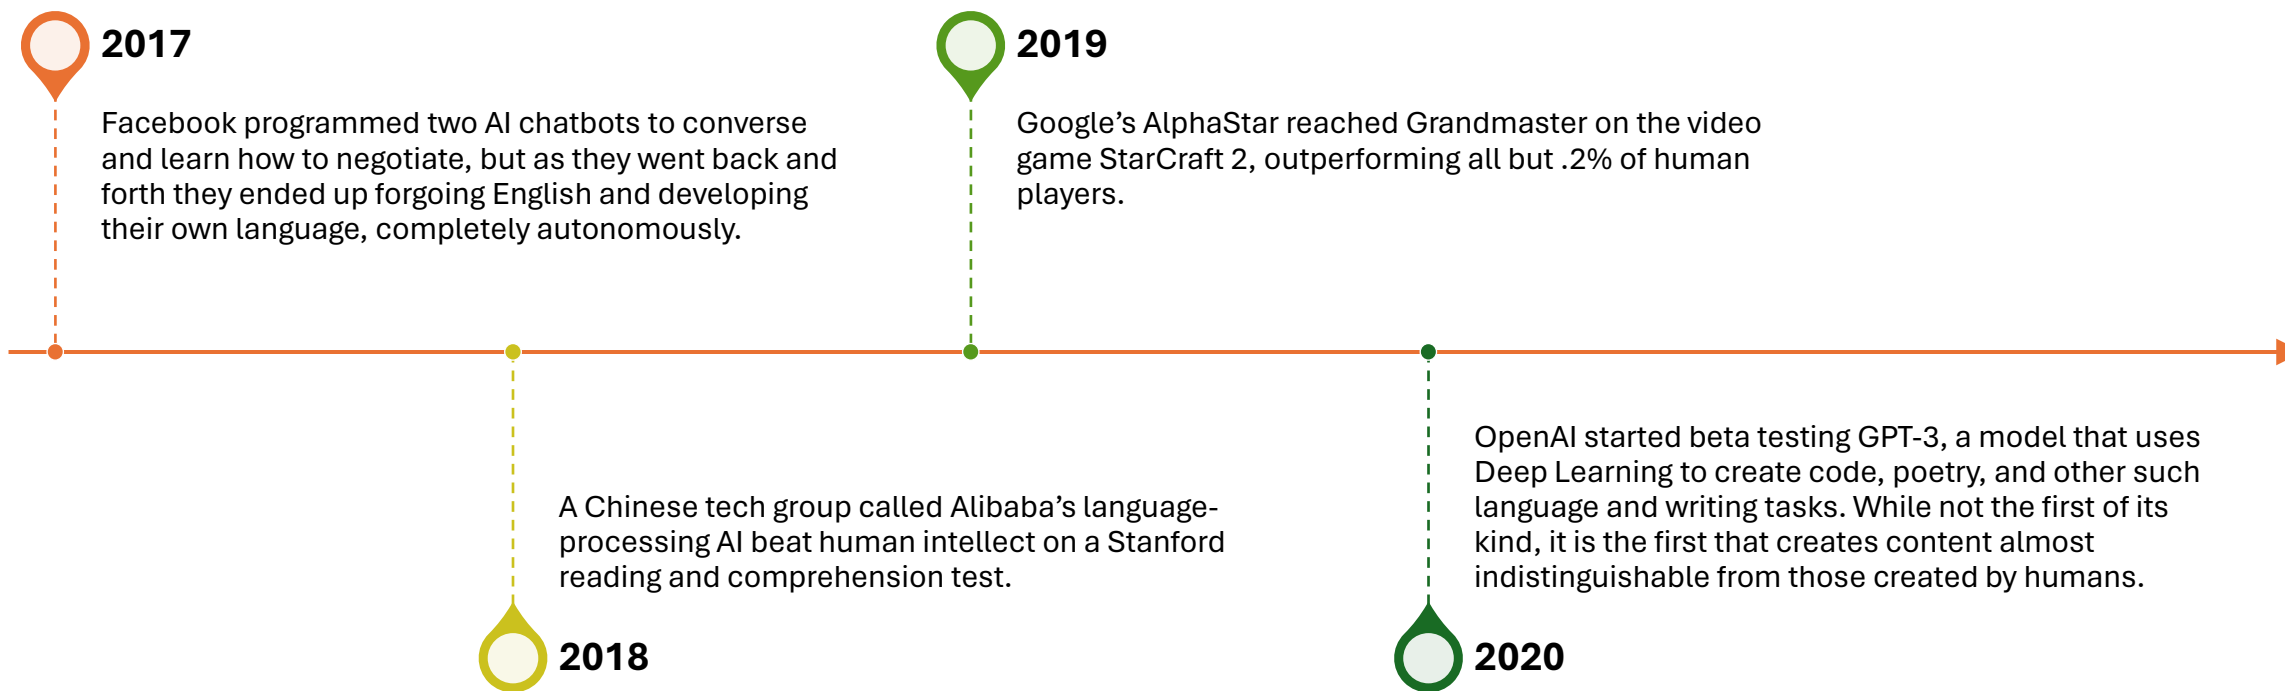 2017
Facebook programmed two AI chatbots to converse
and learn how to negotiate, but as they went back and
forth they ended up forgoing English and developing
their own language, completely autonomously.
A Chinese tech group called Alibaba’s language-
processing AI beat human intellect on a Stanford
reading and comprehension test.
2018
2019
Google’s AlphaStar reached Grandmaster on the video
game StarCraft 2, outperforming all but .2% of human
players.
OpenAI started beta testing GPT-3, a model that uses
Deep Learning to create code, poetry, and other such
language and writing tasks. While not the first of its
kind, it is the first that creates content almost
indistinguishable from those created by humans.
2020